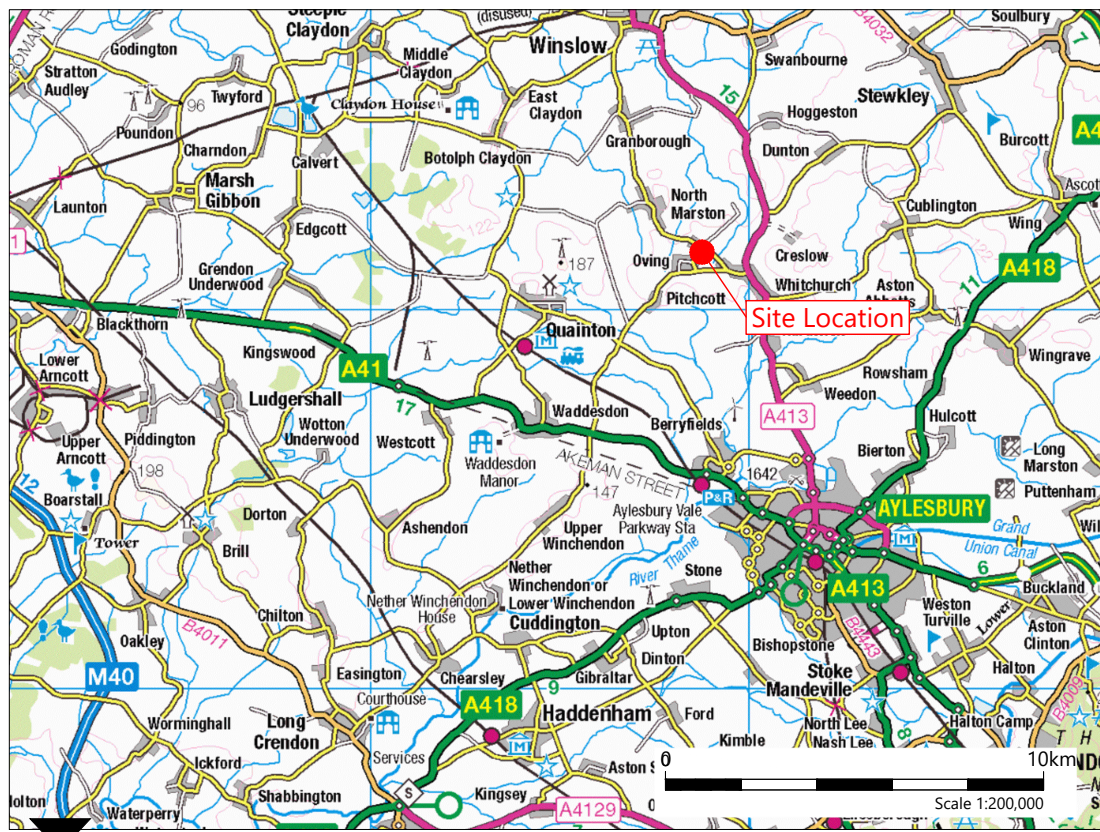 (disused)
Soulbury
B4032
7
Steeple
Claydon
Winslow
Godington
Middle
Claydon
Swanbourne
Stratton
Audley
Twyford
96
Claydon House
East
Claydon
15
Stewkley
Hoggeston
Poundon
Granborough
Burcott
Charndon
Calvert
Botolph Claydon
Dunton
Marsh
Gibbon
Launton
North
Marston
Ascott
Cublington
Wing
122
Edgcott
122
Creslow
A418
Oving
187
Grendon
Underwood
Pitchcott
Whitchurch
Aston
Abbotts
11
Site Location
Blackthorn
Quainton
M
Kingswood
Wingrave
Lower
Arncott
A41
17
Rowsham
Weedon
Ludgershall
Waddesdon
A413
Berryfields
Hulcott
Wotton
Underwood
Westcott
Upper
Arncott
Piddington
Bierton
Long
Marston
Waddesdon
Manor
AKEMAN STREET
198
147
1642
P&R
Puttenham
12
Boarstall
Aylesbury Vale
Parkway Sta
AYLESBURY
Dorton
Ashendon
Upper
Winchendon
Grand
Union Canal
M
Tower
Brill
River Thame
Nether
Winchendon or
Lower Winchendon
Stone
6
A413
Buckland
Nether Winchendon
House
Cuddington
Chilton
Weston
Turville
Lower
B4011
Oakley
Upton
B4443
Aston
Clinton
Bishopstone
Dinton
Easington
Chearsley
Gibraltar
Stoke
Mandeville
Halton
M40
9
A418
Courthouse
B4009
Haddenham
Ford
Worminghall
Long
Crendon
North Lee
Nash Lee
Halton Camp
M
Kimble
8
Services
Ickford
S
Kingsey
Shabbington
A4129
Waterperry
0
10km
Scale 1:200,000